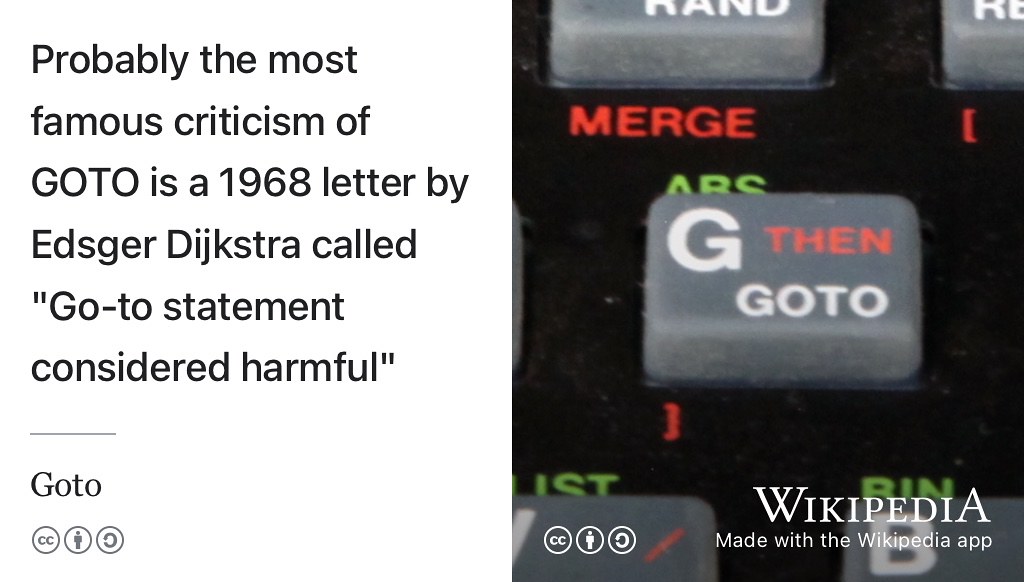 Probably the most
famous criticism of
GOTO is a 1968 letter by
Edsger Dijkstra called
"Go-to statement
considered harmful"
Goto
RAND
RE
MERGE
[
ABS
G THEN
GOTO
}
LIST
BIN
V /
B
WIKIPEDIA
Made with the Wikipedia app